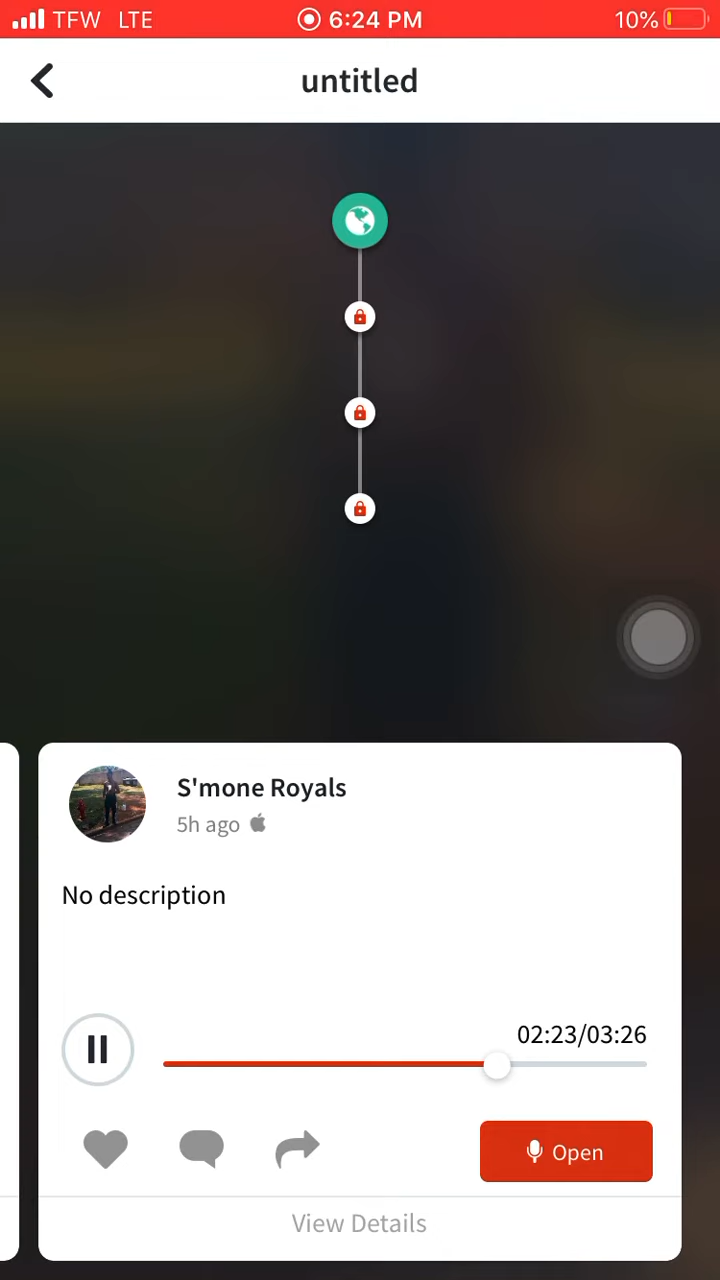 TFW LTE 6:24 PM 10%
untitled
S'mone Royals
5h ago
No description
02:23/03:26
Open
View Details